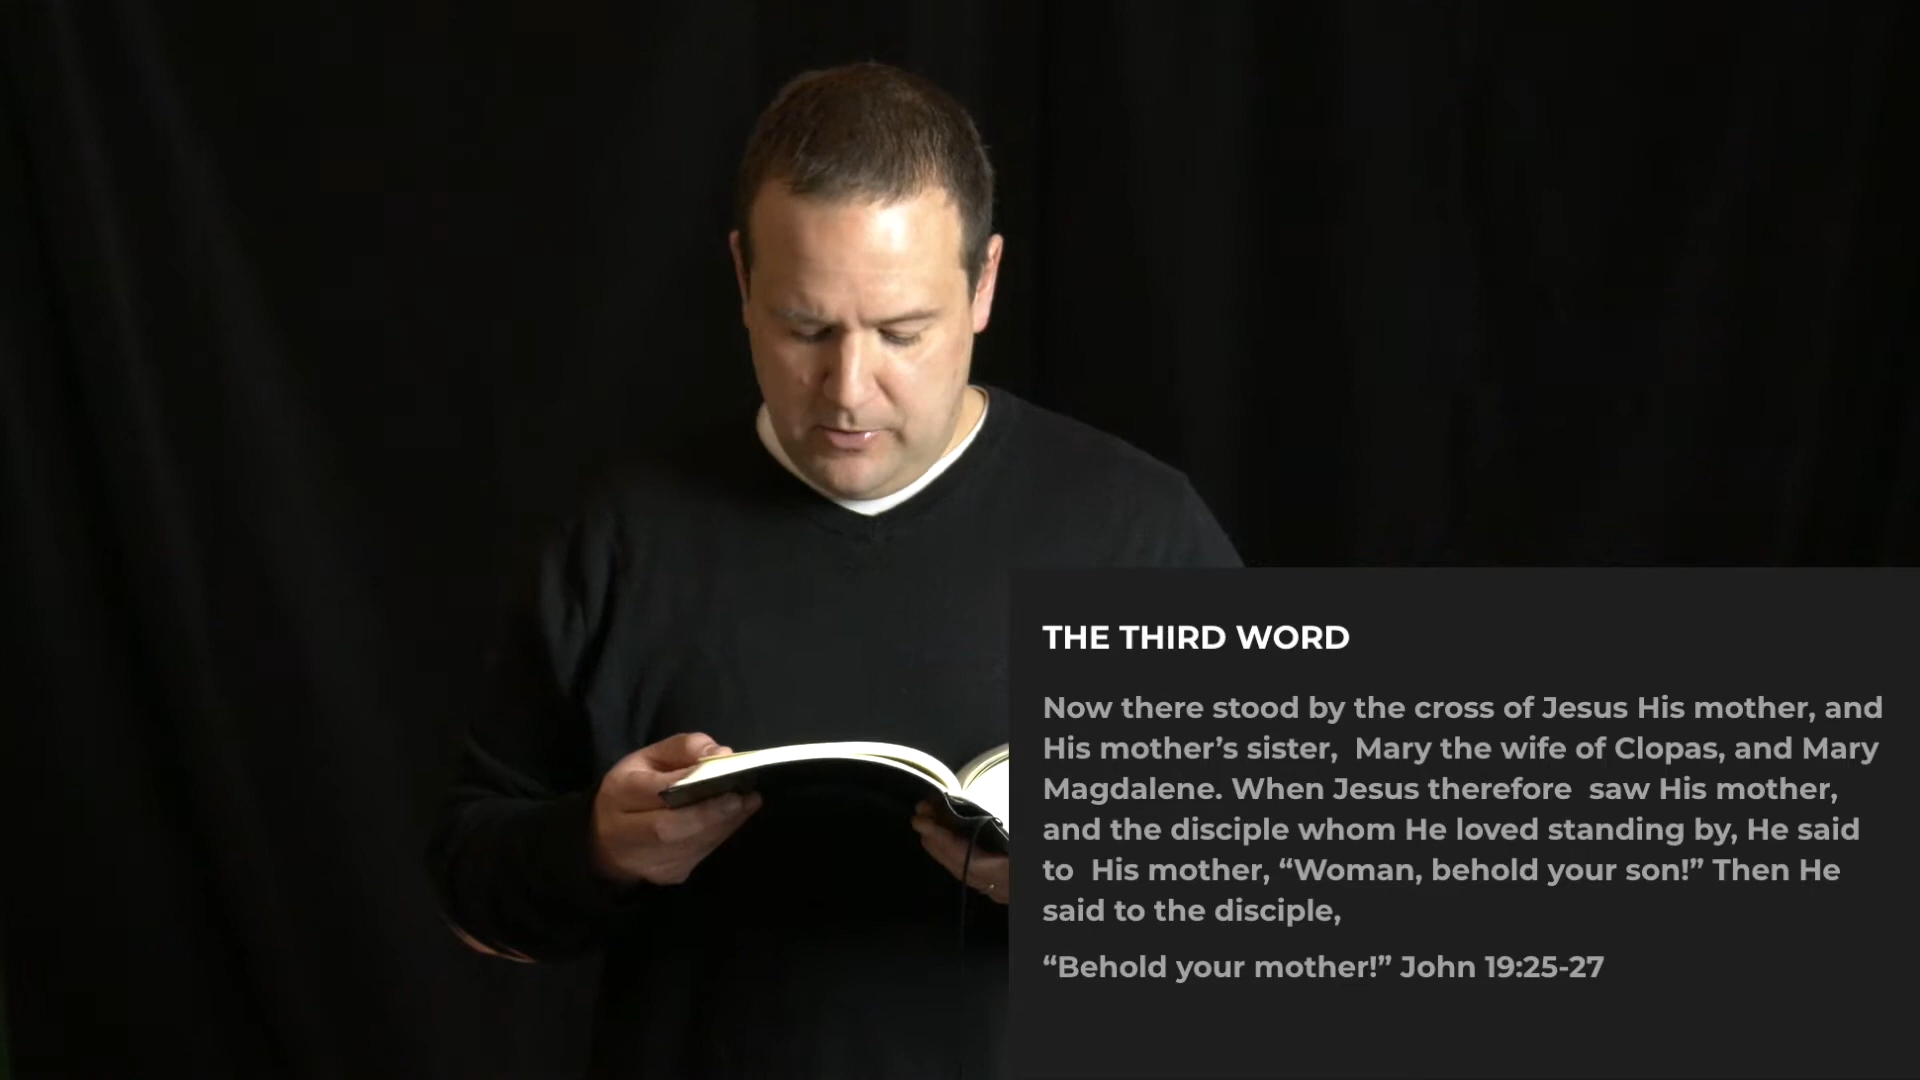 THE THIRD WORD
Now there stood by the cross of Jesus His mother, and
His mother’s sister,  Mary the wife of Clopas, and Mary
Magdalene. When Jesus therefore  saw His mother,
and the disciple whom He loved standing by, He said
to  His mother, “Woman, behold your son!” Then He
said to the disciple,
“Behold your mother!” John 19:25-27